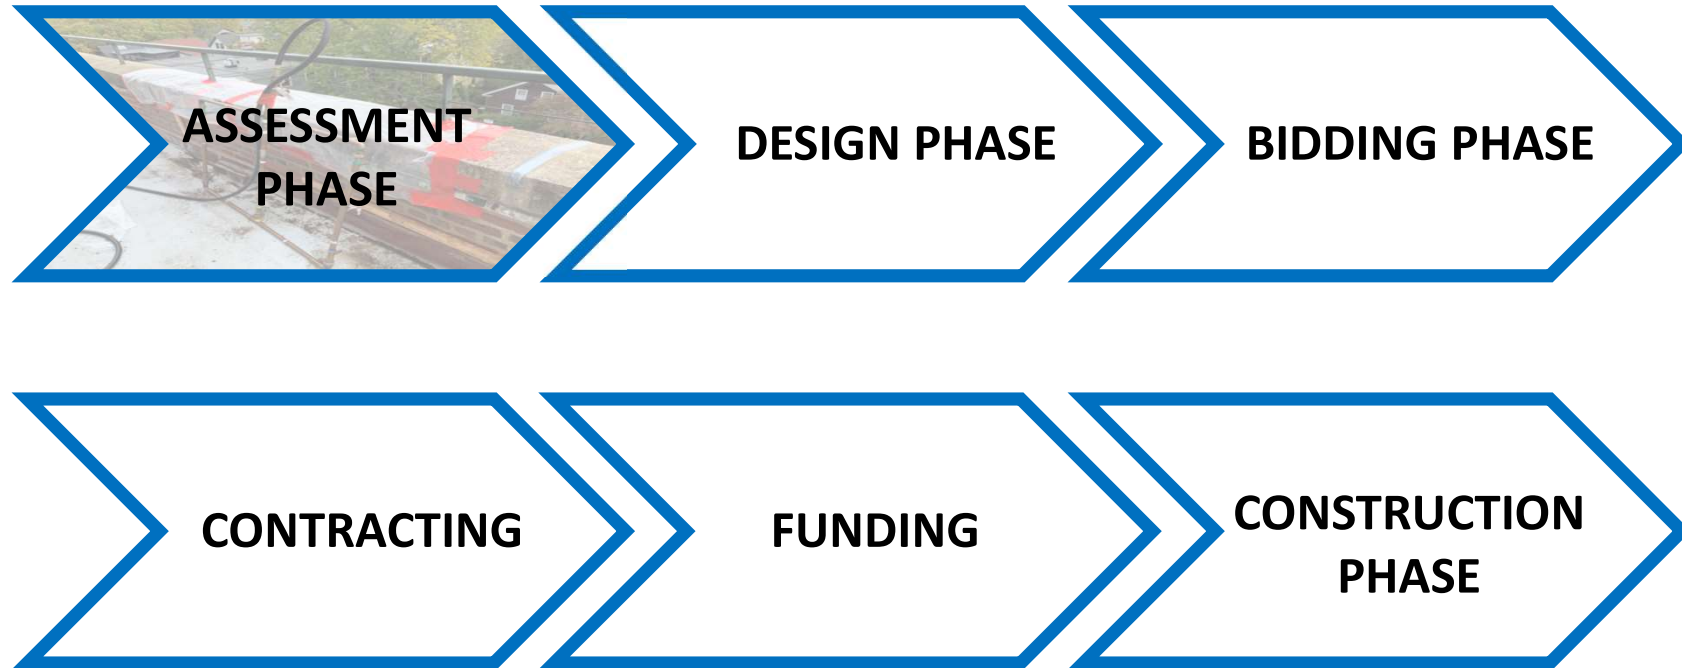 ASSESSMENT
PHASE
DESIGN PHASE
BIDDING PHASE
CONTRACTING
FUNDING
CONSTRUCTION
PHASE